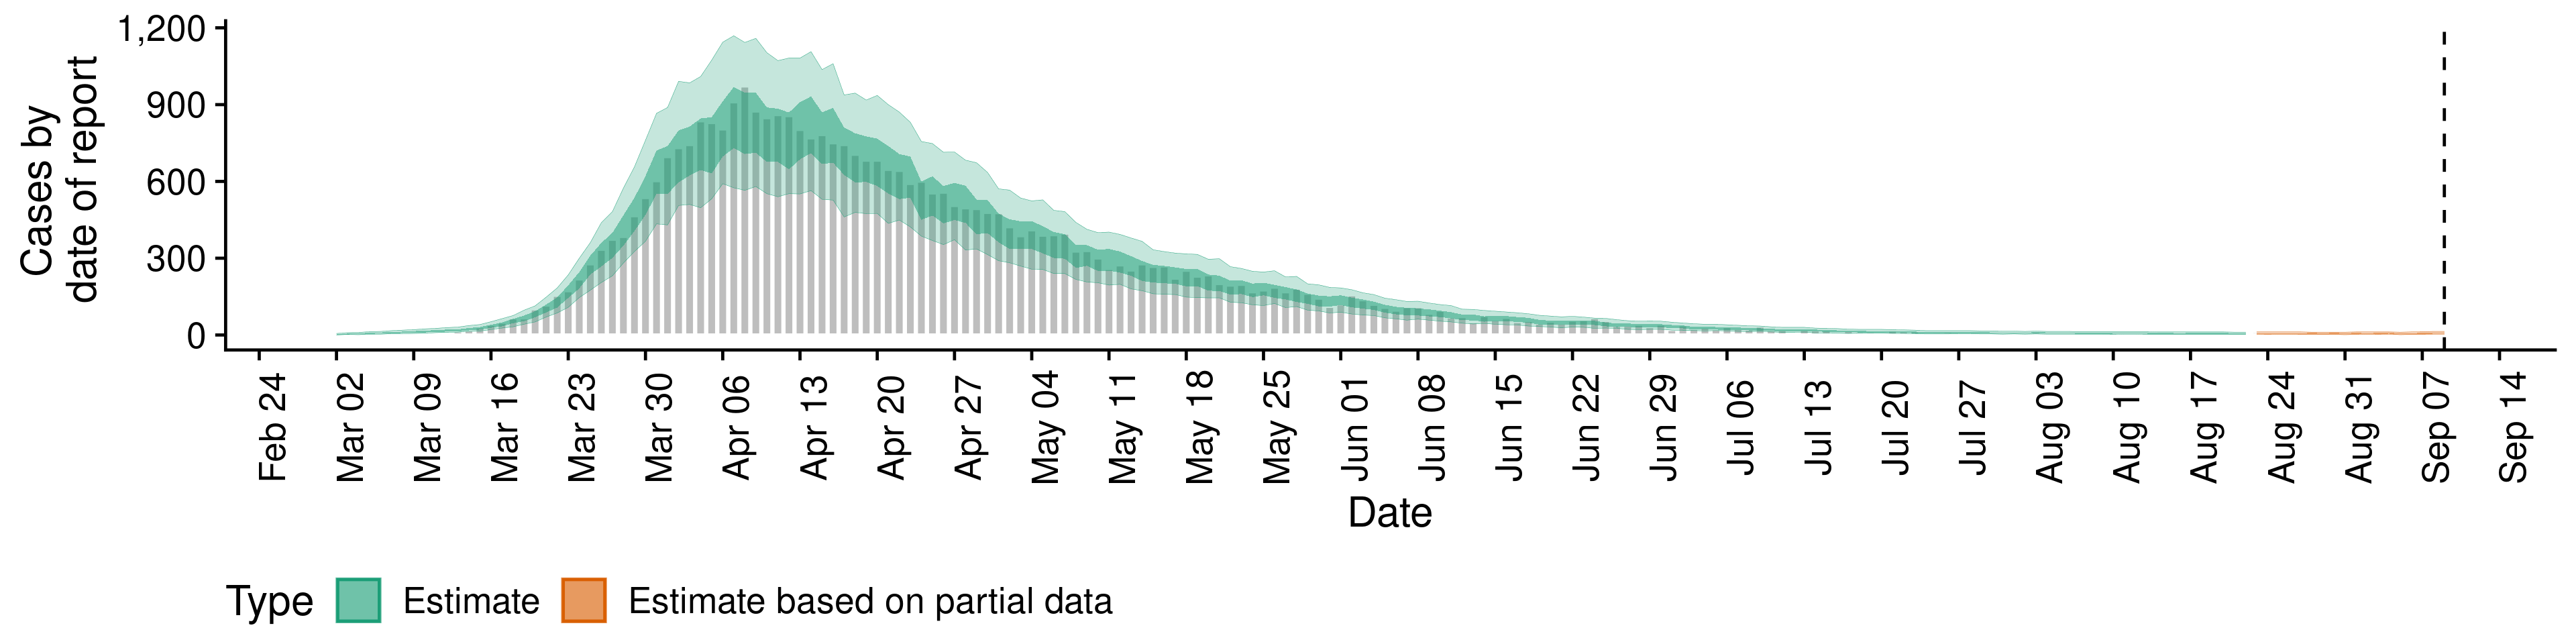 Cases by
date of report
1,200
900
600
300
0
Feb 24
Mar 02
Mar 09
Mar 16
Mar 23
Mar 30
Apr 06
Apr 13
Apr 20
Apr 27
May 04
May 11
May 18
May 25
Jun 01
Jun 08
Jun 15
Jun 22
Jun 29
Jul 06
Jul 13
Jul 20
Jul 27
Aug 03
Aug 10
Aug 17
Aug 24
Aug 31
Sep 07
Sep 14
Date
Type
Estimate
Estimate based on partial data